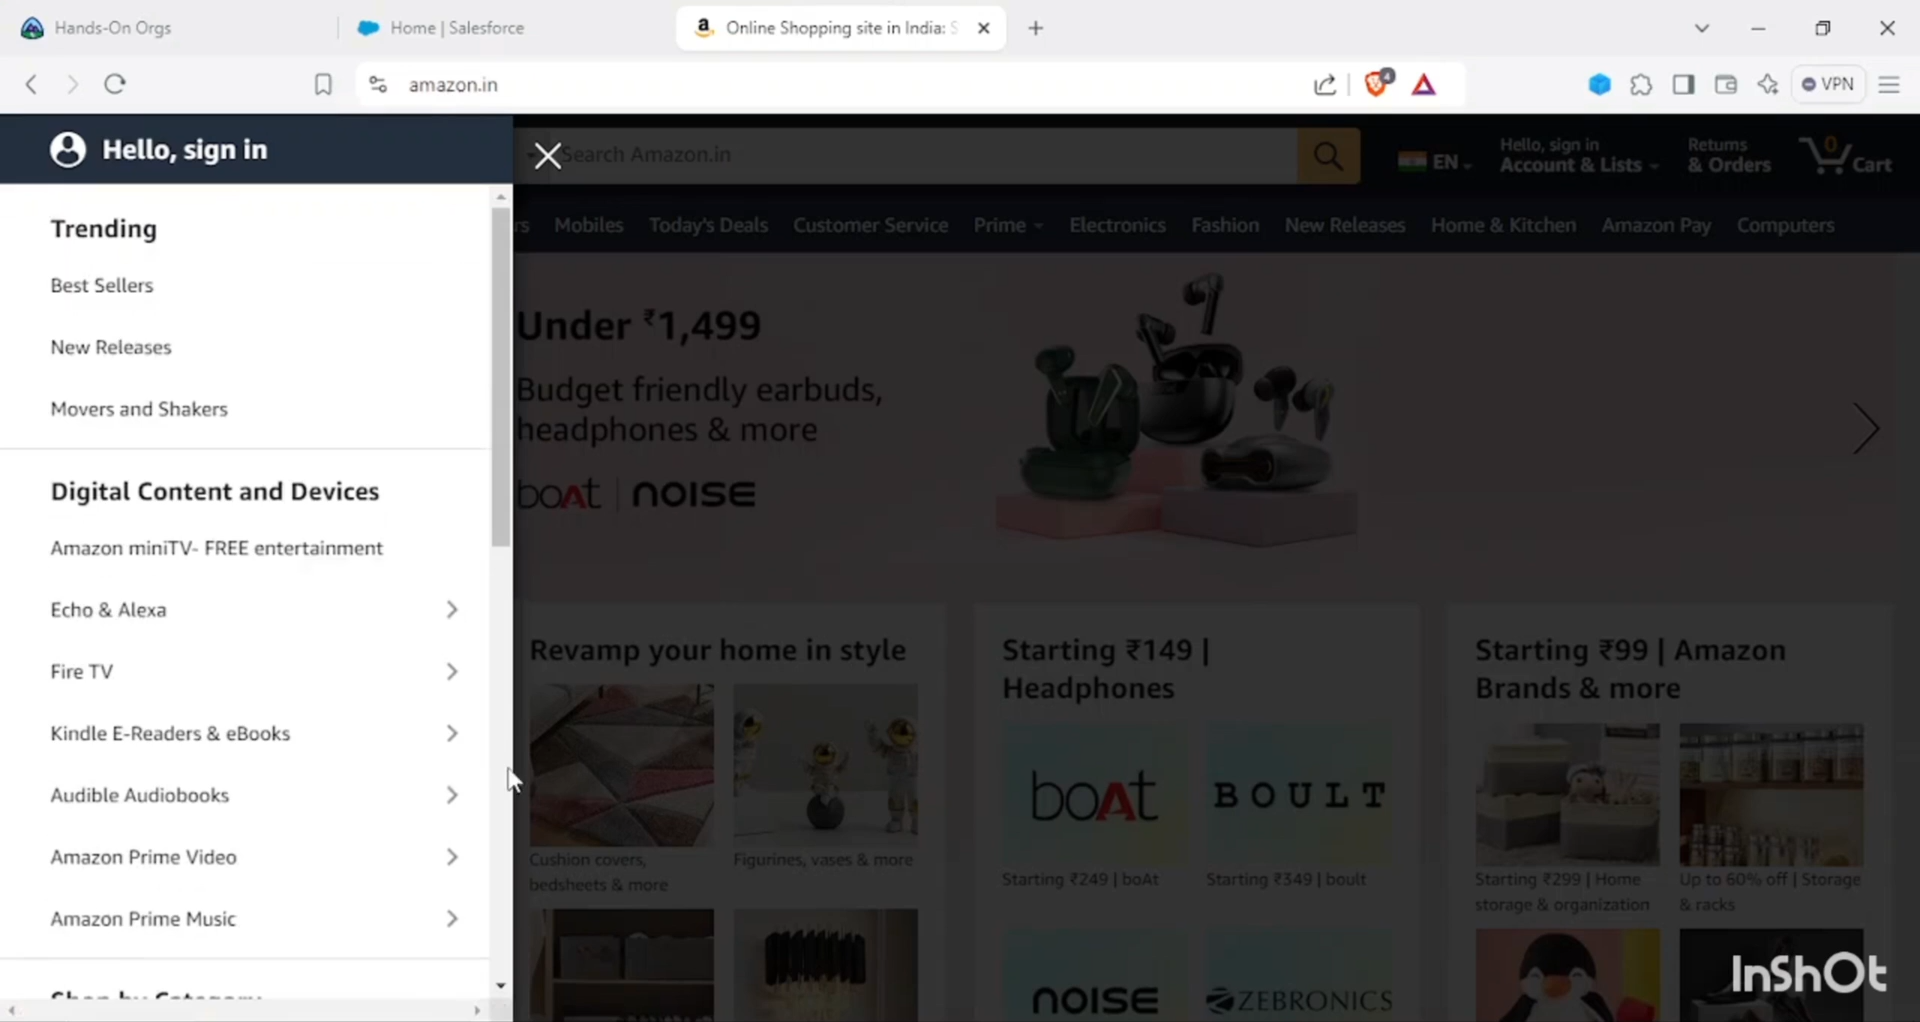 Hands-On Orgs
Home | Salesforce
Online Shopping site in India: S
amazon.in
4
VPN
Hello, sign in
Search Amazon.in
EN
Hello, sign in
Account & Lists
Returns
& Orders
0
Cart
rs
Mobiles
Today's Deals
Customer Service
Prime
Electronics
Fashion
New Releases
Home & Kitchen
Amazon Pay
Computers
Trending
Best Sellers
New Releases
Movers and Shakers
Digital Content and Devices
Amazon miniTV- FREE entertainment
Echo & Alexa
Fire TV
Kindle E-Readers & eBooks
Audible Audiobooks
Amazon Prime Video
Amazon Prime Music
Shop by Category
Under ₹1,499
Budget friendly earbuds,
headphones & more
boAt | NOISE
Revamp your home in style
Cushion covers,
bedsheets & more
Figurines, vases & more
Starting ₹149 |
Headphones
boAt
BOULT
Starting ₹249 | boAt
Starting ₹349 | boult
NOISE
ZEBRONICS
Starting ₹99 | Amazon
Brands & more
Starting ₹299 | Home
storage & organization
Up to 60% off | Storage
& racks
InShOt